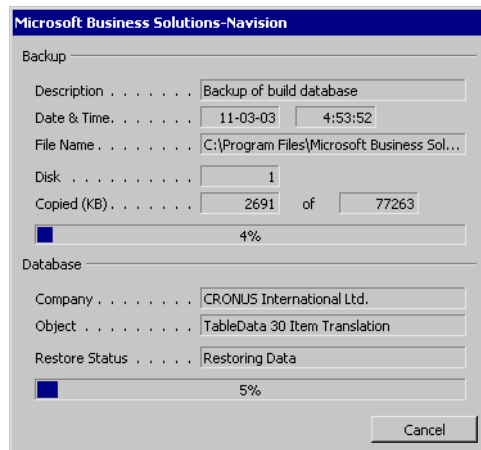 Microsoft Business Solutions-Navision
Backup
Description . . . . . . . Backup of build database
Date & Time. . . . . . . 11-03-03 4:53:52
File Name . . . . . . . . C:\Program Files\Microsoft Business Sol...
Disk . . . . . . . . . . 1
Copied (KB) . . . . . . . 2691 of 77263
4%
Database
Company . . . . . . . . CRONUS International Ltd.
Object . . . . . . . . . TableData 30 Item Translation
Restore Status . . . . . Restoring Data
5%
Cancel